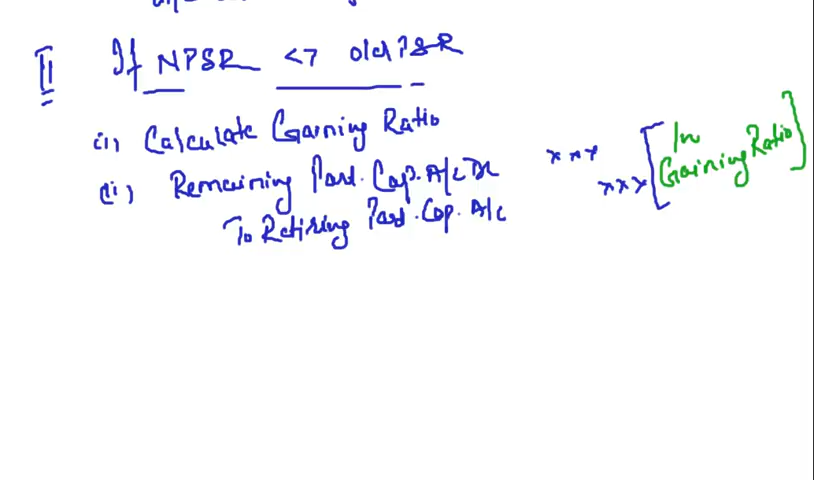 II If NPSR <7 old PSR
(i) Calculate Gaining Ratio
(ii) Remaining Part. Cap. A/c Dr xxx
To Retiring Part. Cap. A/c xxx
[In Gaining Ratio]